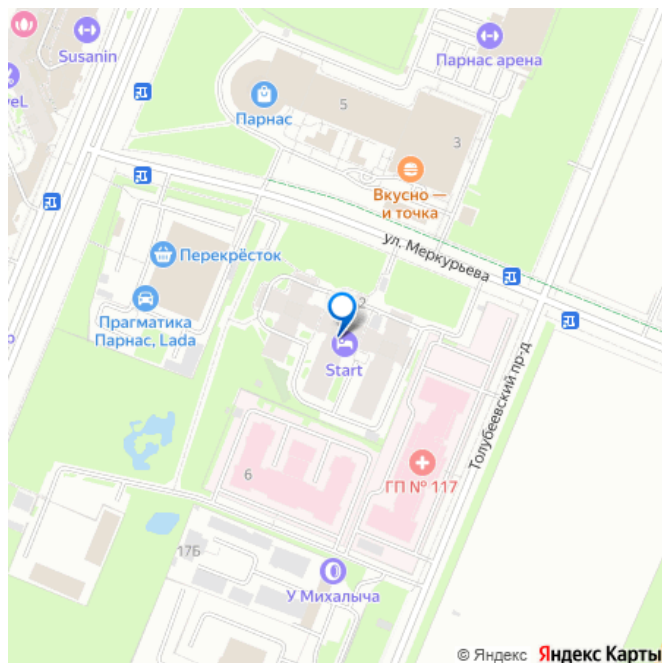 Susanin
Парнас арена
veL
5
Парнас
3
Вкусно —
и точка
ул. Меркурьева
Перекрёсток
2
Прагматика
Парнас, Lada
Start
Толубеевский пр-д
6
ГП № 117
17Б
У Михалыча
© Яндекс Яндекс Карты